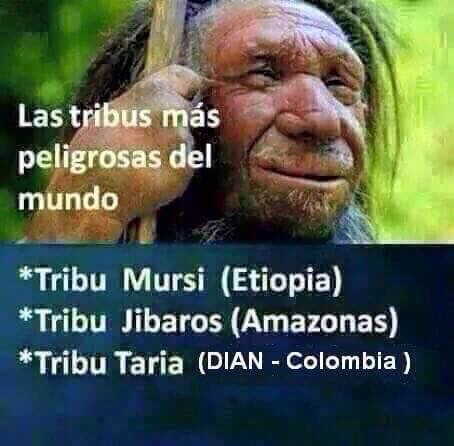 Las tribus más
peligrosas del
mundo
*Tribu Mursi (Etiopia)
*Tribu Jibaros (Amazonas)
*Tribu Taria (DIAN - Colombia )